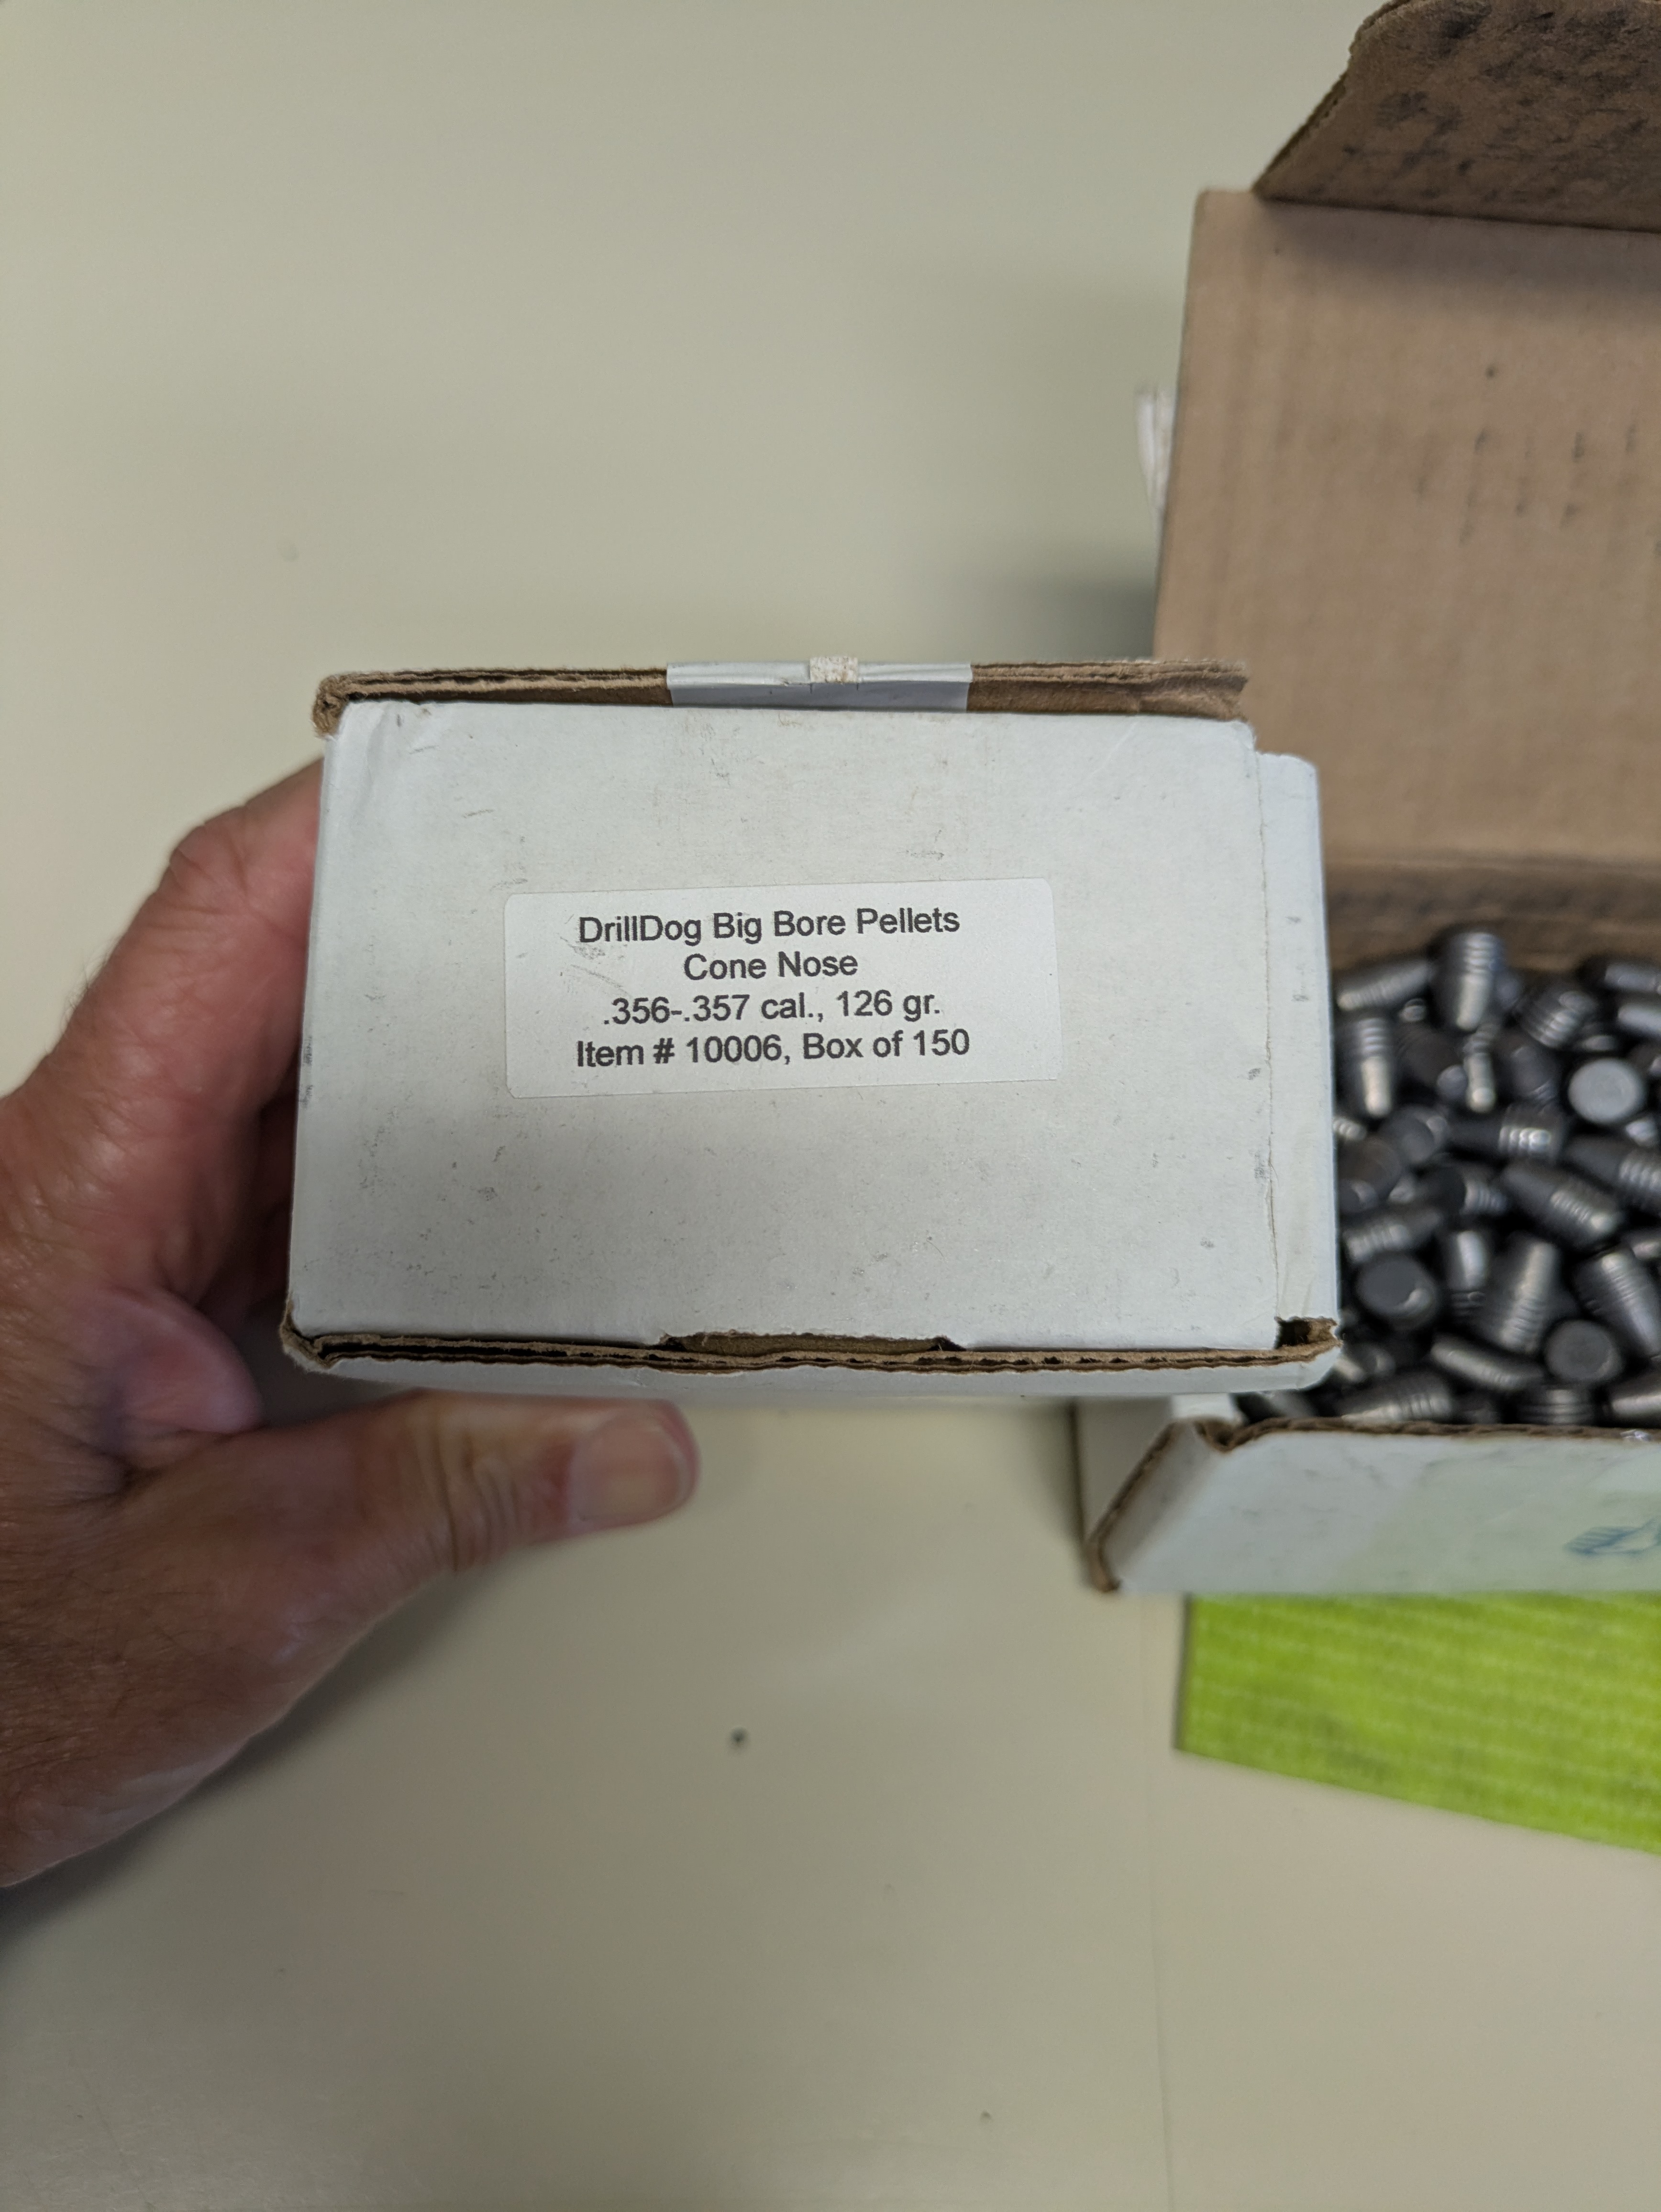 DrillDog Big Bore Pellets
Cone Nose
.356-.357 cal., 126 gr.
Item # 10006, Box of 150